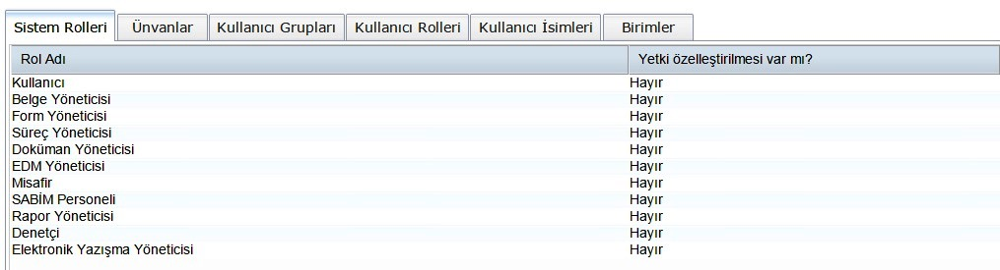 Sistem Rolleri Ünvanlar Kullanıcı Grupları Kullanıcı Rolleri Kullanıcı İsimleri Birimler
Rol Adı Yetki özelleştirilmesi var mı?
Kullanıcı Hayır
Belge Yöneticisi Hayır
Form Yöneticisi Hayır
Süreç Yöneticisi Hayır
Doküman Yöneticisi Hayır
EDM Yöneticisi Hayır
Misafir Hayır
SABİM Personeli Hayır
Rapor Yöneticisi Hayır
Denetçi Hayır
Elektronik Yazışma Yöneticisi Hayır